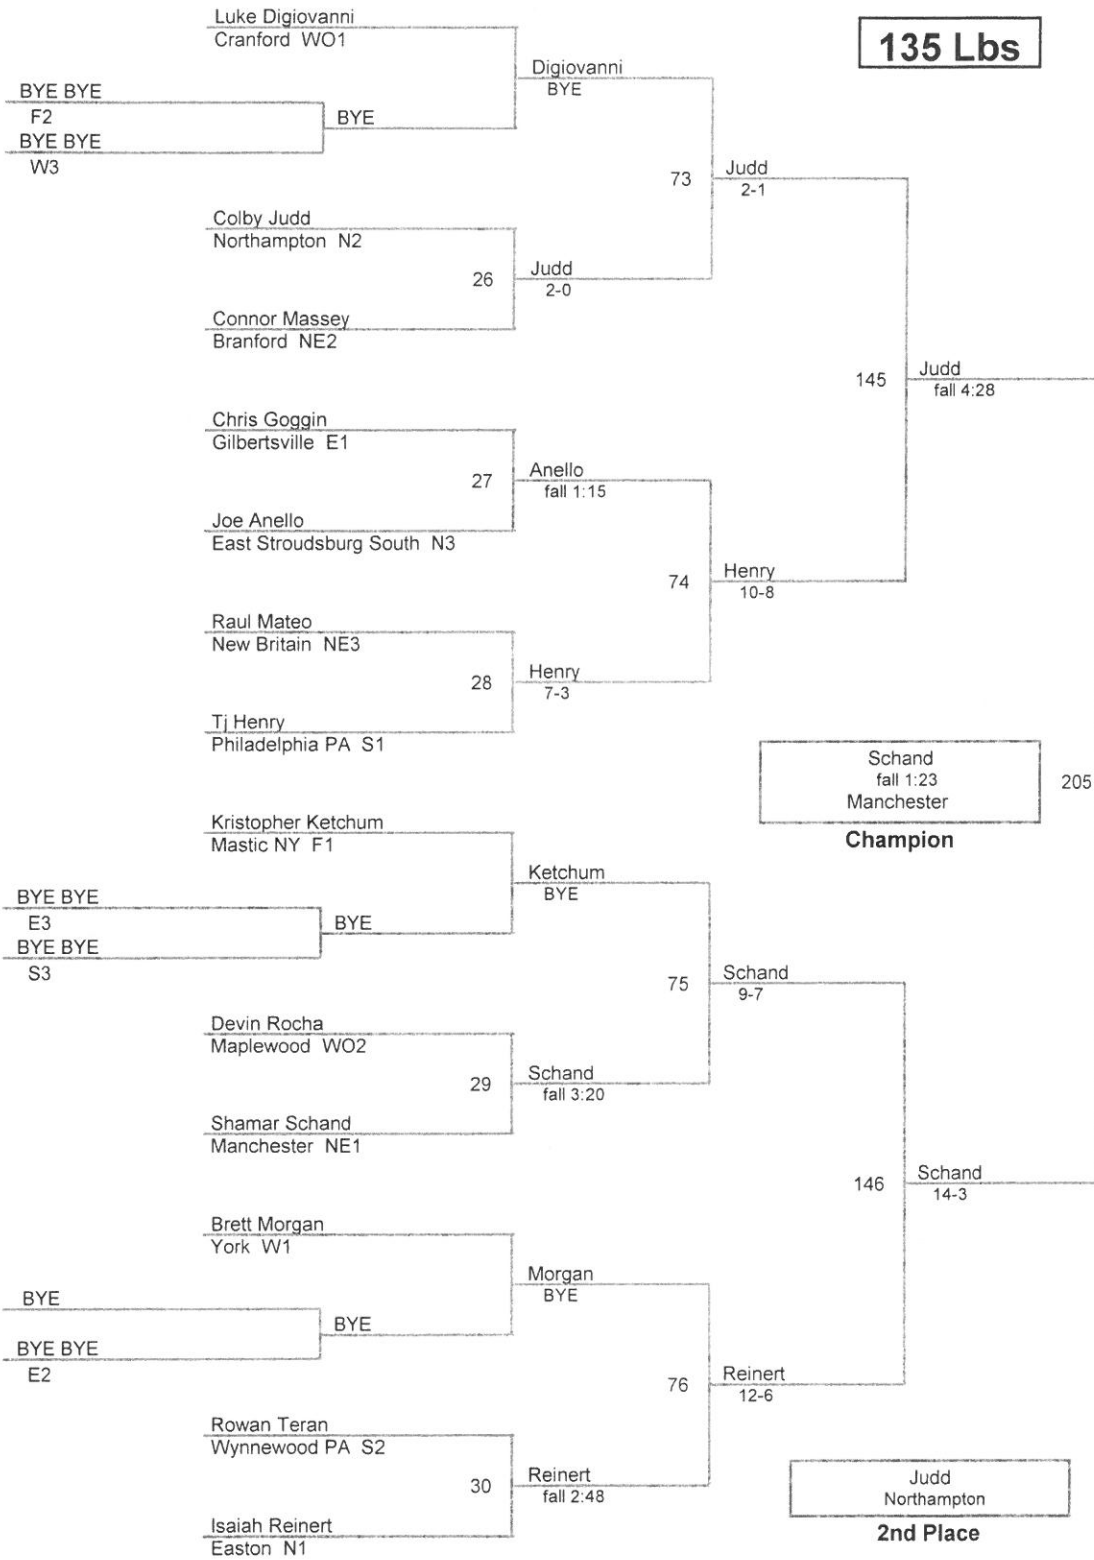 Luke Digiovanni
Cranford WO1
135 Lbs
Digiovanni
BYE
BYE BYE
F2
BYE
BYE BYE
W3
73
Judd
2-1
Colby Judd
Northampton N2
26
Judd
2-0
Connor Massey
Branford NE2
145
Judd
fall 4:28
Chris Goggin
Gilbertsville E1
27
Anello
fall 1:15
Joe Anello
East Stroudsburg South N3
74
Henry
10-8
Raul Mateo
New Britain NE3
28
Henry
7-3
Tj Henry
Philadelphia PA S1
Schand
fall 1:23
Manchester
205
Champion
Kristopher Ketchum
Mastic NY F1
Ketchum
BYE
BYE BYE
E3
BYE
BYE BYE
S3
75
Schand
9-7
Devin Rocha
Maplewood WO2
29
Schand
fall 3:20
Shamar Schand
Manchester NE1
146
Schand
14-3
Brett Morgan
York W1
Morgan
BYE
BYE
BYE
BYE BYE
E2
76
Reinert
12-6
Rowan Teran
Wynnewood PA S2
30
Reinert
fall 2:48
Isaiah Reinert
Easton N1
Judd
Northampton
2nd Place